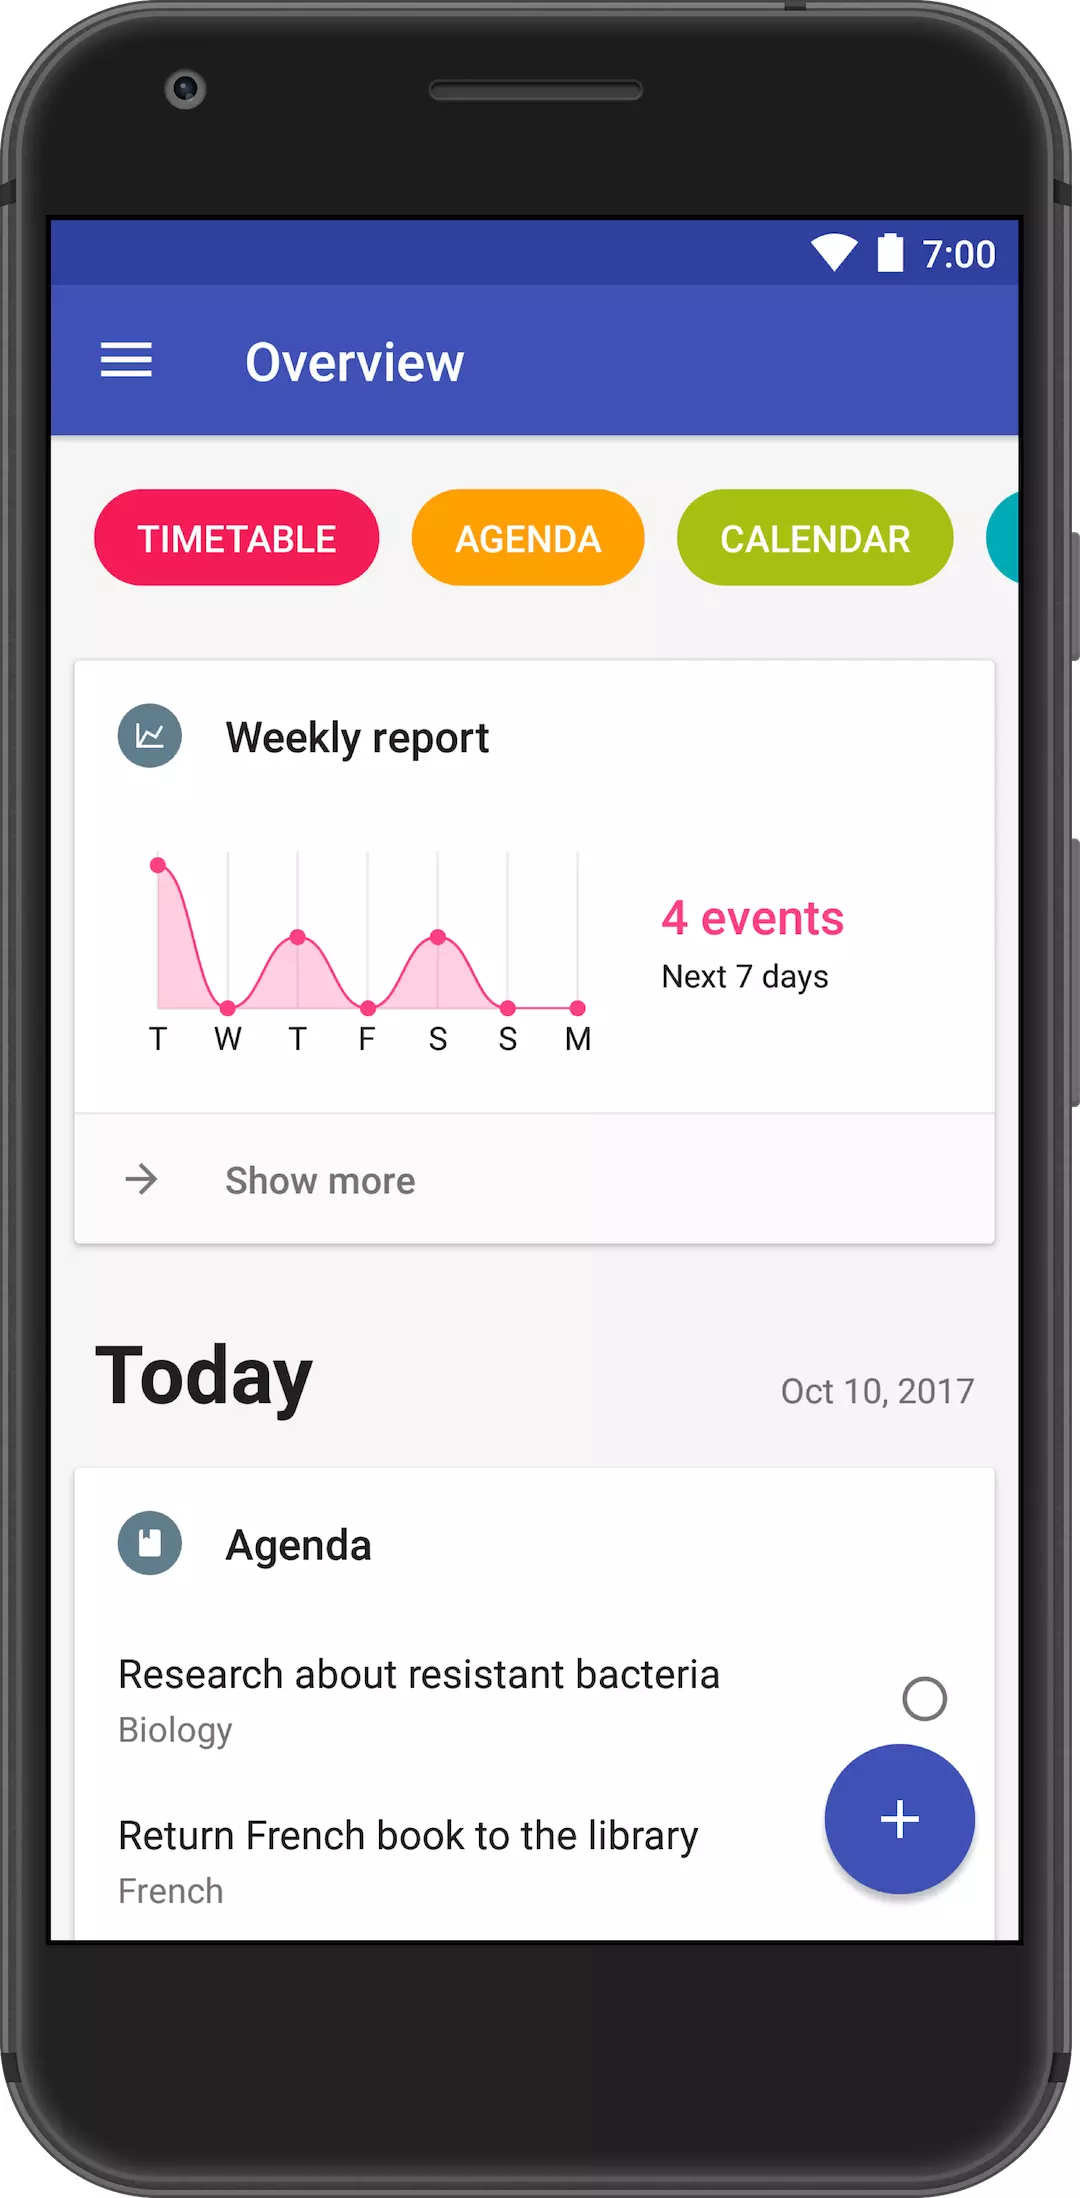 7:00
Overview
TIMETABLE
AGENDA
CALENDAR
Weekly report
4 events
Next 7 days
T W T F S S M
Show more
Today
Oct 10, 2017
Agenda
Research about resistant bacteria
Biology
Return French book to the library
French